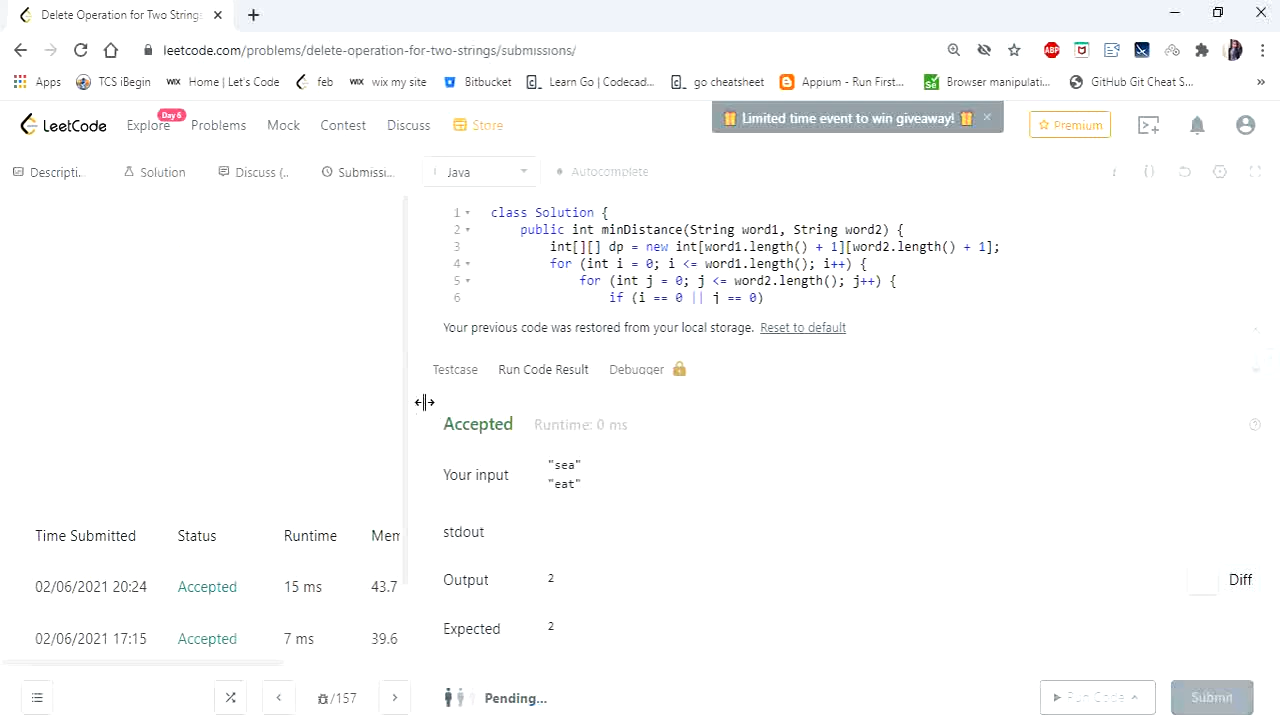 Delete Operation for Two Strings
leetcode.com/problems/delete-operation-for-two-strings/submissions/
ABP
Apps TCS iBegin WIX Home | Let's Code feb WIX wix my site Bitbucket Learn Go | Codecad... go cheatsheet Appium - Run First... Browser manipulati... GitHub Git Cheat S... »
LeetCode Explore Day 6 Problems Mock Contest Discuss Store Limited time event to win giveaway! Premium
Descripti... Solution Discuss (... Submissi... Java Autocomplete
1 class Solution {
2 public int minDistance(String word1, String word2) {
3 int[][] dp = new int[word1.length() + 1][word2.length() + 1];
4 for (int i = 0; i <= word1.length(); i++) {
5 for (int j = 0; j <= word2.length(); j++) {
6 if (i == 0 || j == 0)
Your previous code was restored from your local storage. Reset to default
Testcase Run Code Result Debugger
Accepted Runtime: 0 ms
Your input "sea"
"eat"
stdout
Output 2 Diff
Expected 2
Time Submitted Status Runtime Mem
02/06/2021 20:24 Accepted 15 ms 43.7
02/06/2021 17:15 Accepted 7 ms 39.6
/157 Pending... Run Code Submit